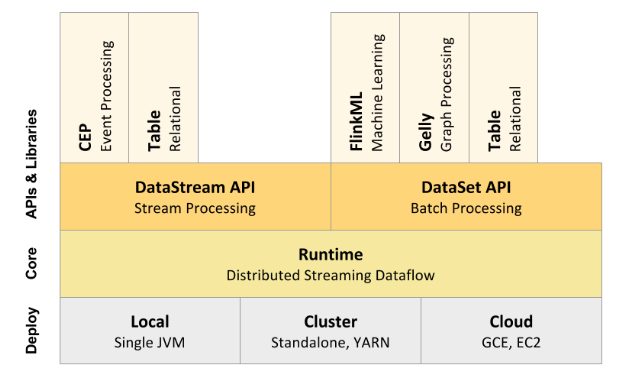 APIs & Libraries
CEP
Event Processing
Table
Relational
FlinkML
Machine Learning
Gelly
Graph Processing
Table
Relational
DataStream API
Stream Processing
DataSet API
Batch Processing
Core
Runtime
Distributed Streaming Dataflow
Deploy
Local
Single JVM
Cluster
Standalone, YARN
Cloud
GCE, EC2